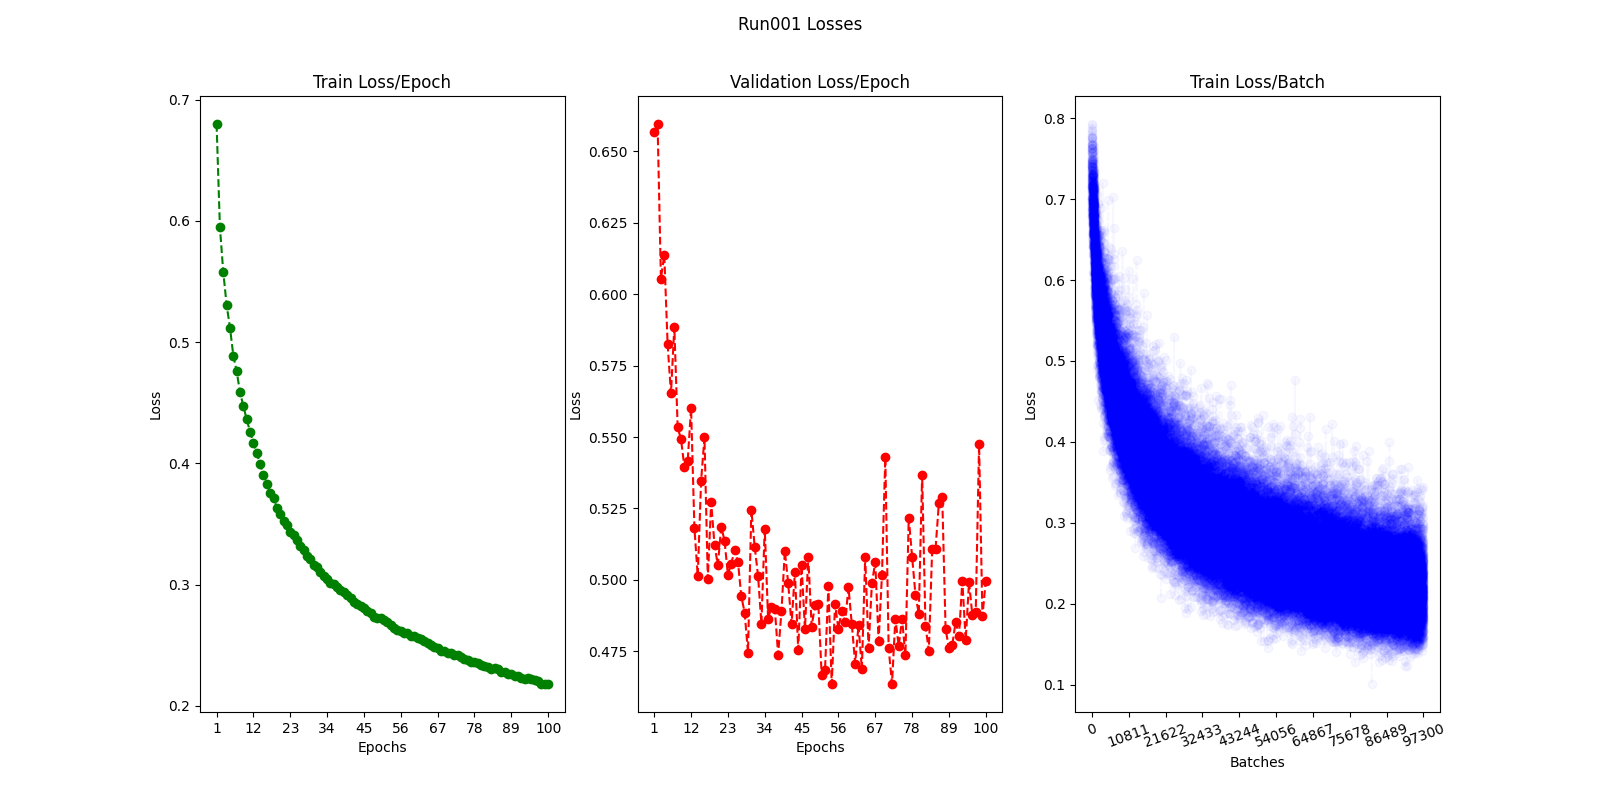 Run001 Losses
Train Loss/Epoch
Loss
0.7
0.6
0.5
0.4
0.3
0.2
1 12 23 34 45 56 67 78 89 100
Epochs
Validation Loss/Epoch
Loss
0.650
0.625
0.600
0.575
0.550
0.525
0.500
0.475
1 12 23 34 45 56 67 78 89 100
Epochs
Train Loss/Batch
Loss
0.8
0.7
0.6
0.5
0.4
0.3
0.2
0.1
0 10811 21622 32433 43244 54056 64867 75678 86489 97300
Batches